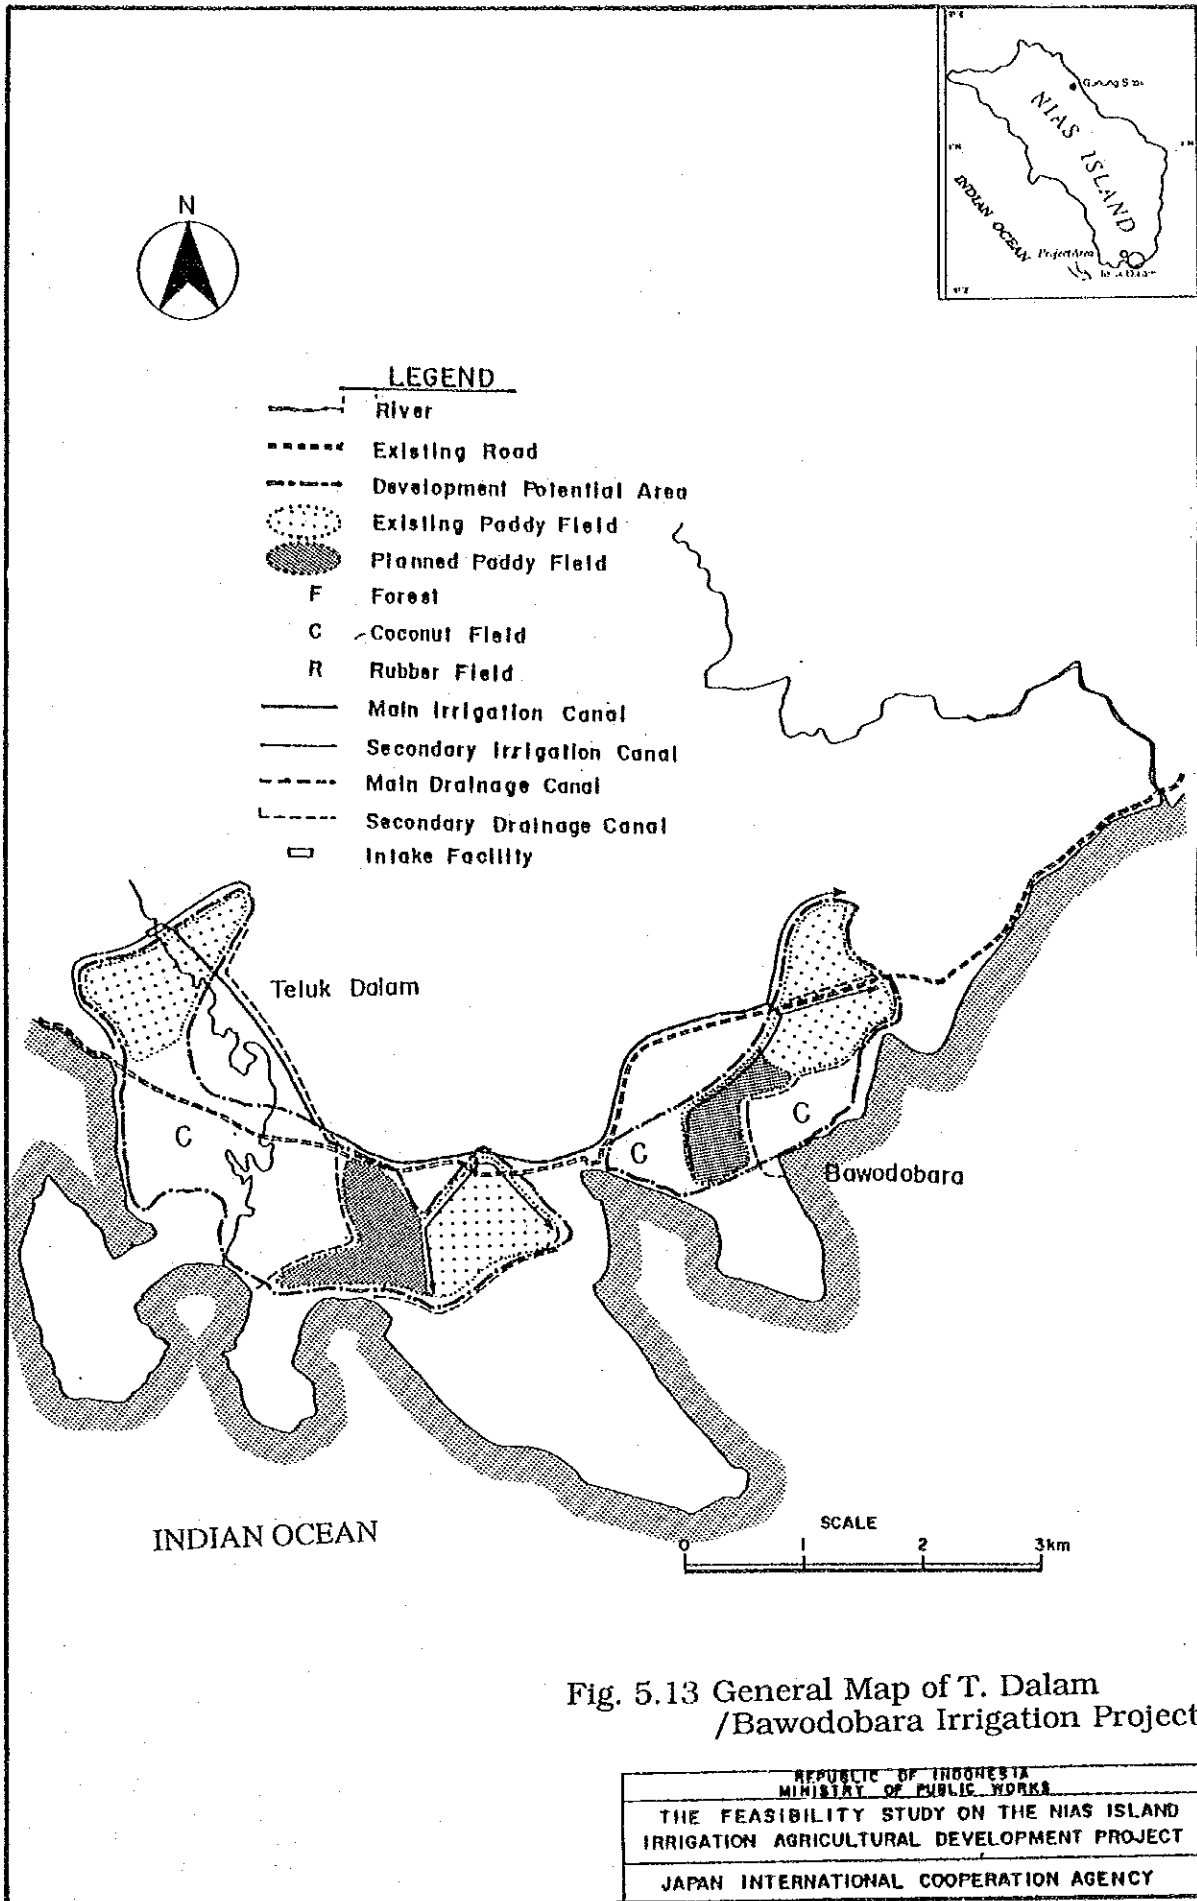 NIAS ISLAND
INDIAN OCEAN
Project Area
N
LEGEND
River
Existing Road
Development Potential Area
Existing Paddy Field
Planned Paddy Field
F Forest
C Coconut Field
R Rubber Field
Main Irrigation Canal
Secondary Irrigation Canal
Main Drainage Canal
Secondary Drainage Canal
Intake Facility
Teluk Dalam
C
C
C
Bawodobara
INDIAN OCEAN
SCALE
0 1 2 3km
Fig. 5.13 General Map of T. Dalam
/Bawodobara Irrigation Project
REPUBLIC OF INDONESIA
MINISTRY OF PUBLIC WORKS
THE FEASIBILITY STUDY ON THE NIAS ISLAND
IRRIGATION AGRICULTURAL DEVELOPMENT PROJECT
JAPAN INTERNATIONAL COOPERATION AGENCY